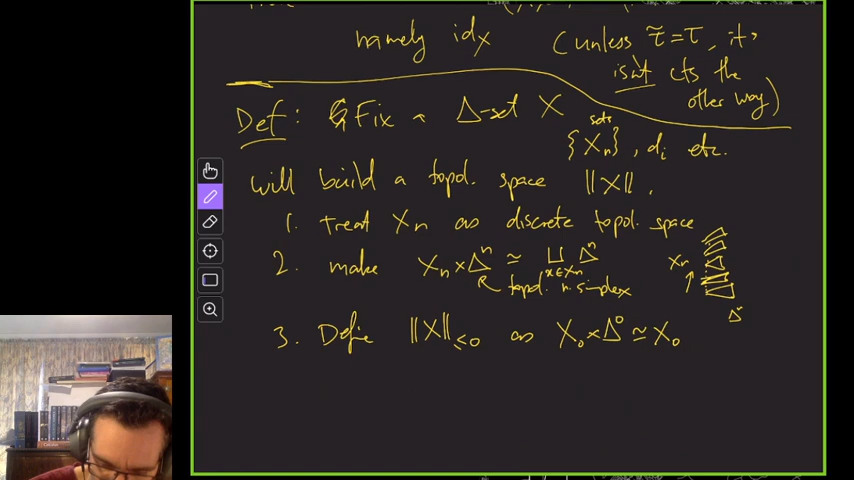 namely idx (unless τ̃ = τ, it's
isn't cts the
other way)
Def: Fix a Δ-set X
sets
{Xn}, di etc.
will build a topol. space ||X||.
1. treat Xn as discrete topol. space
2. make Xn × Δⁿ ≃ ⊔ Δⁿ
x∈Xn
topol. n-simplex
Xn
Δⁿ
3. Define ||X||≤0 as X₀ × Δ⁰ ≃ X₀